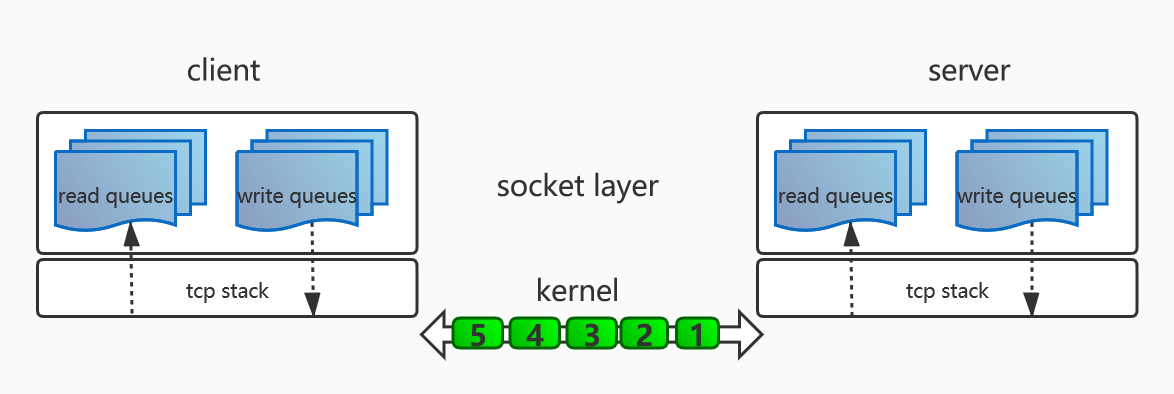 client
server
read queues
write queues
socket layer
read queues
write queues
tcp stack
kernel
tcp stack
5 4 3 2 1